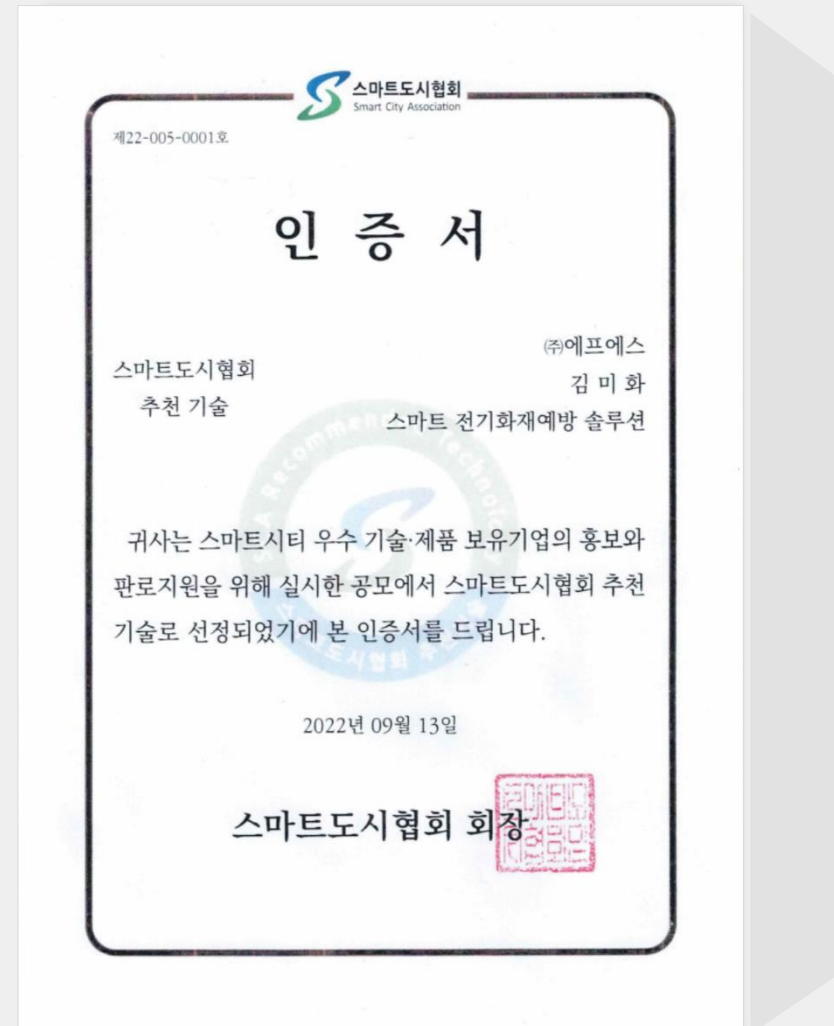 스마트도시협회
Smart City Association
제22-005-0001호
인 증 서
스마트도시협회
추천 기술
㈜에프에스
김 미 화
스마트 전기화재예방 솔루션
귀사는 스마트시티 우수 기술·제품 보유기업의 홍보와
판로지원을 위해 실시한 공모에서 스마트도시협회 추천
기술로 선정되었기에 본 인증서를 드립니다.
2022년 09월 13일
스마트도시협회 회장